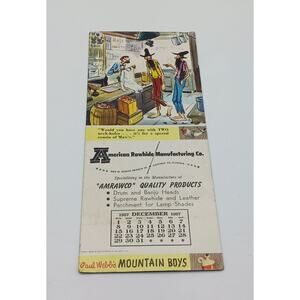 "Would you have any with TWO
neck-holes . . . it's for a special
cousin of Maw's."
American Rawhide Manufacturing Co.
Specializing in the Manufacture of
"AMRAWCO" QUALITY PRODUCTS
• Drum and Banjo Heads
• Supreme Rawhide and Leather
• Parchment for Lamp Shades
1957 DECEMBER 1957
1 2 3 4 5 6 7
8 9 10 11 12 13 14
15 16 17 18 19 20 21
22 23 24 25 26 27 28
29 30 31
Paul Webb's MOUNTAIN BOYS